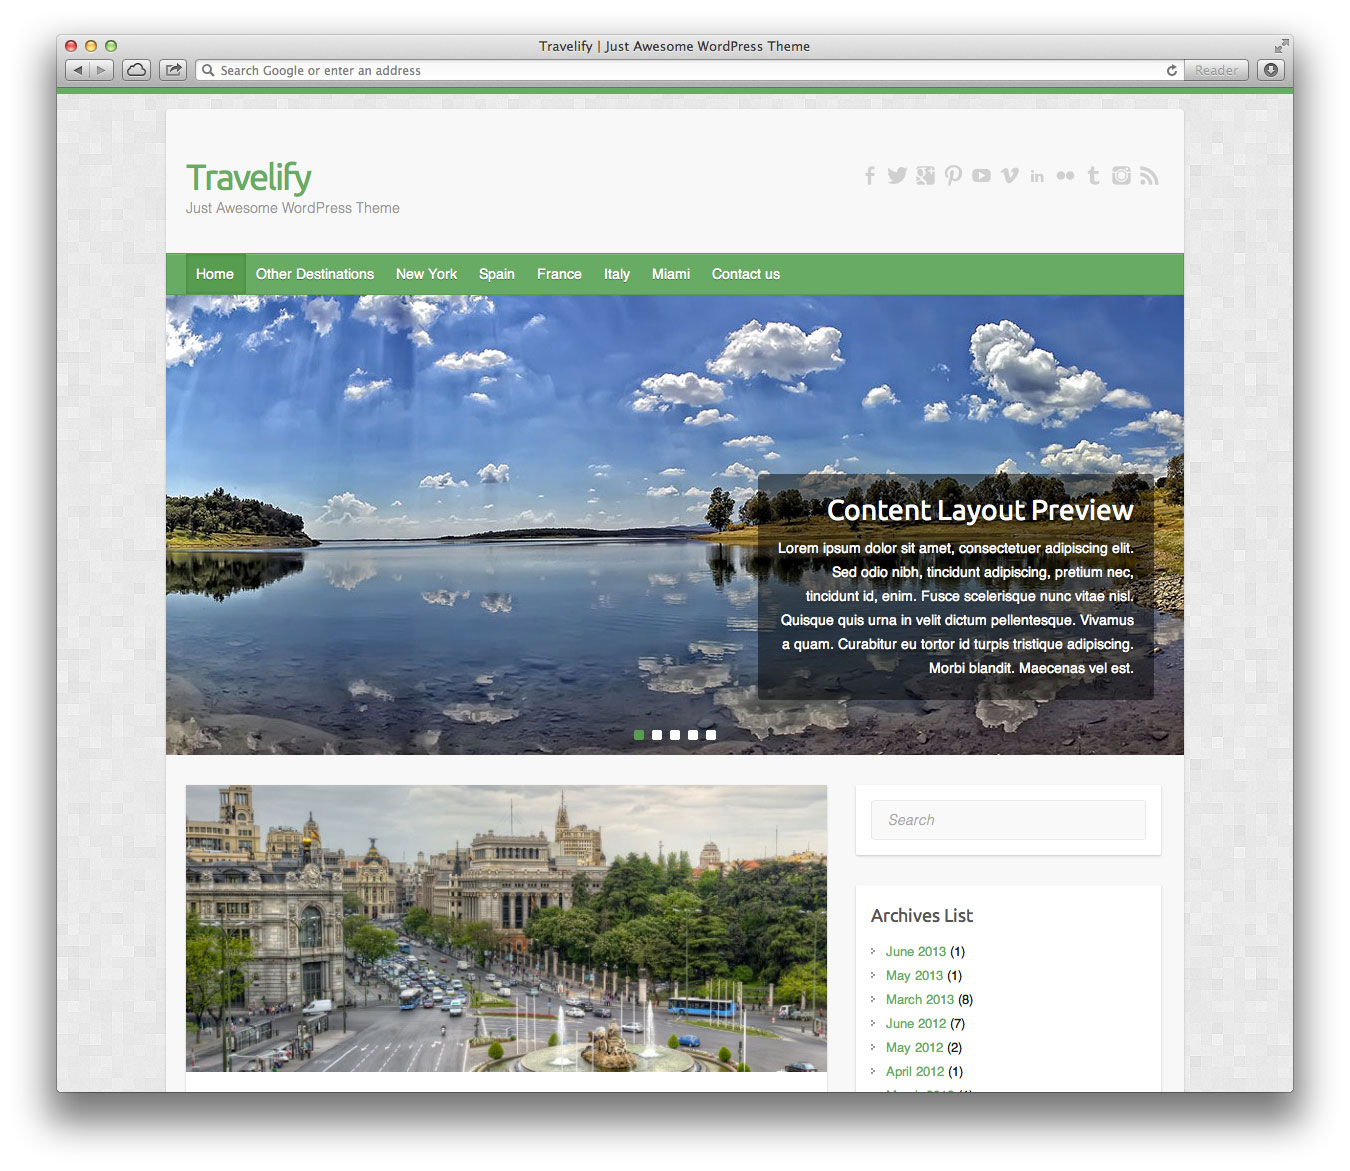 Travelify | Just Awesome WordPress Theme
Search Google or enter an address
Reader
Travelify
Just Awesome WordPress Theme
Home Other Destinations New York Spain France Italy Miami Contact us
Content Layout Preview
Lorem ipsum dolor sit amet, consectetuer adipiscing elit.
Sed odio nibh, tincidunt adipiscing, pretium nec,
tincidunt id, enim. Fusce scelerisque nunc vitae nisl.
Quisque quis urna in velit dictum pellentesque. Vivamus
a quam. Curabitur eu tortor id turpis tristique adipiscing.
Morbi blandit. Maecenas vel est.
Search
Archives List
June 2013 (1)
May 2013 (1)
March 2013 (8)
June 2012 (7)
May 2012 (2)
April 2012 (1)